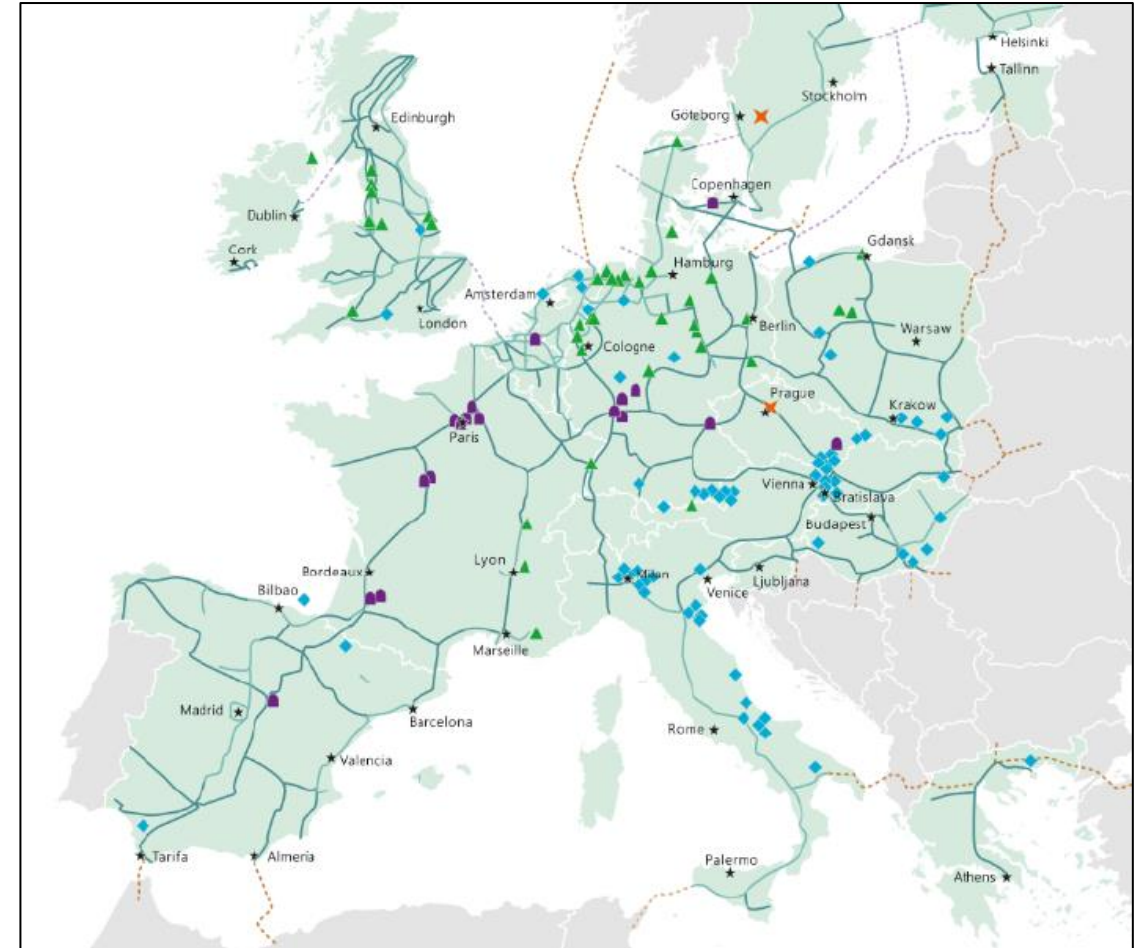 Helsinki
Tallinn
Stockholm
Göteborg
Edinburgh
Copenhagen
Dublin
Gdansk
Cork
Hamburg
Amsterdam
London
Berlin
Warsaw
Cologne
Prague
Krakow
Paris
Vienna
Bratislava
Budapest
Lyon
Bordeaux
Milan
Ljubljana
Venice
Bilbao
Marseille
Madrid
Barcelona
Rome
Valencia
Tarifa
Almeria
Palermo
Athens